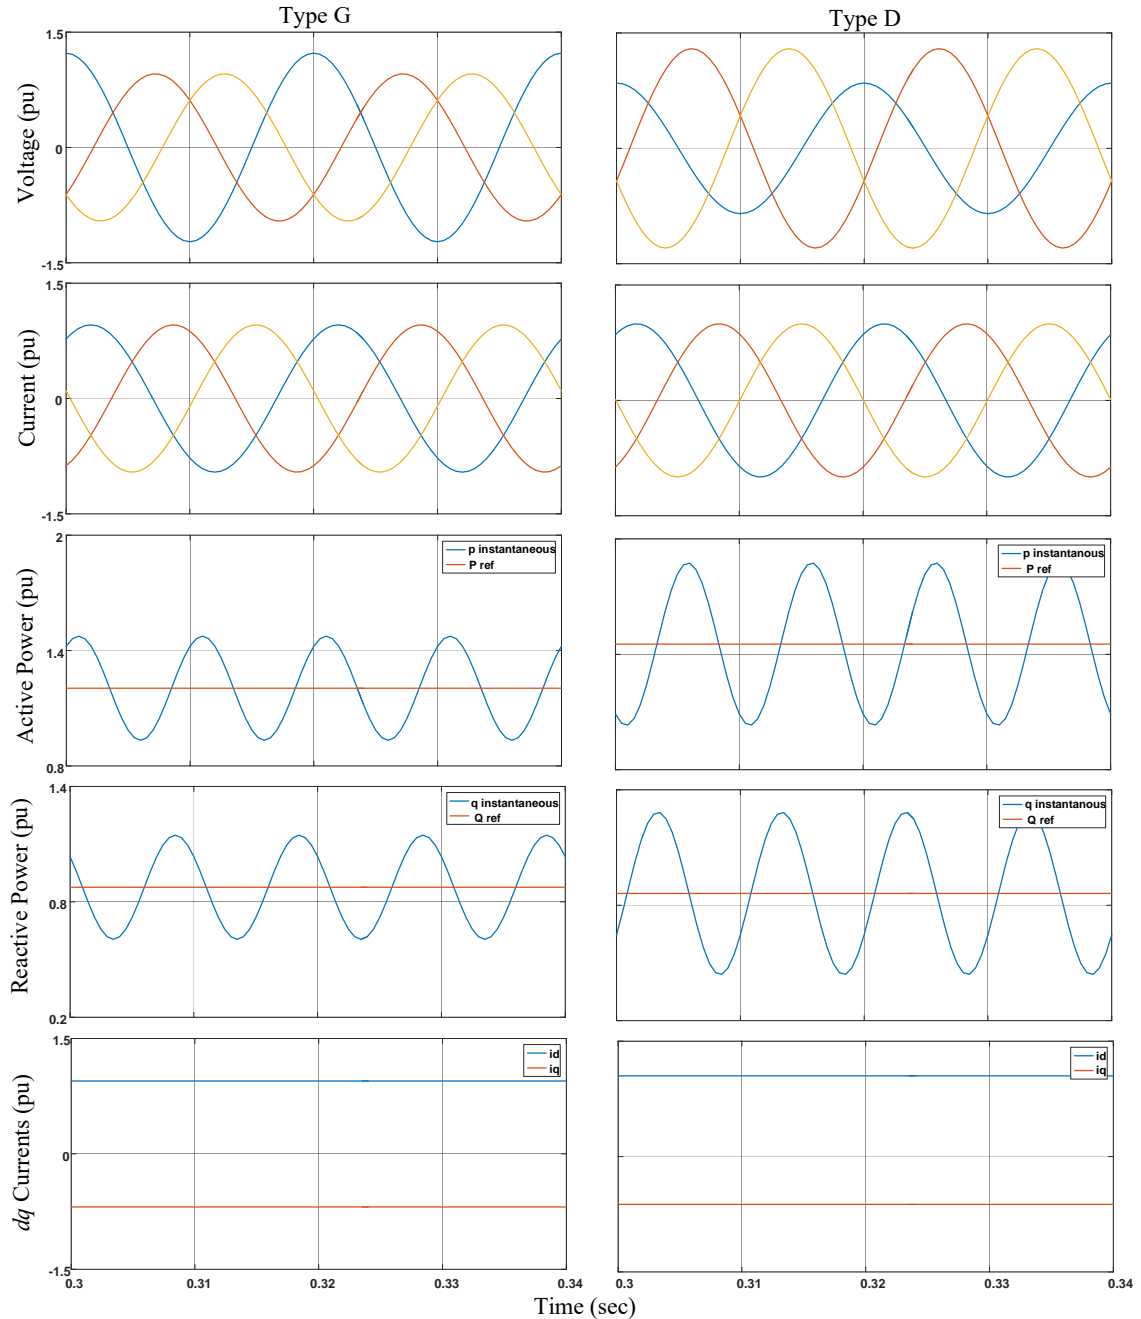 Type G
Type D
1.5
0
-1.5
Voltage (pu)
1.5
0
-1.5
Current (pu)
2
1.4
0.8
Active Power (pu)
p instantaneous
P ref
p instantanous
P ref
1.4
0.8
0.2
Reactive Power (pu)
q instantaneous
Q ref
q instantanous
Q ref
1.5
0
-1.5
dq Currents (pu)
id
iq
id
iq
0.3 0.31 0.32 0.33 0.34
0.3 0.31 0.32 0.33 0.34
Time (sec)